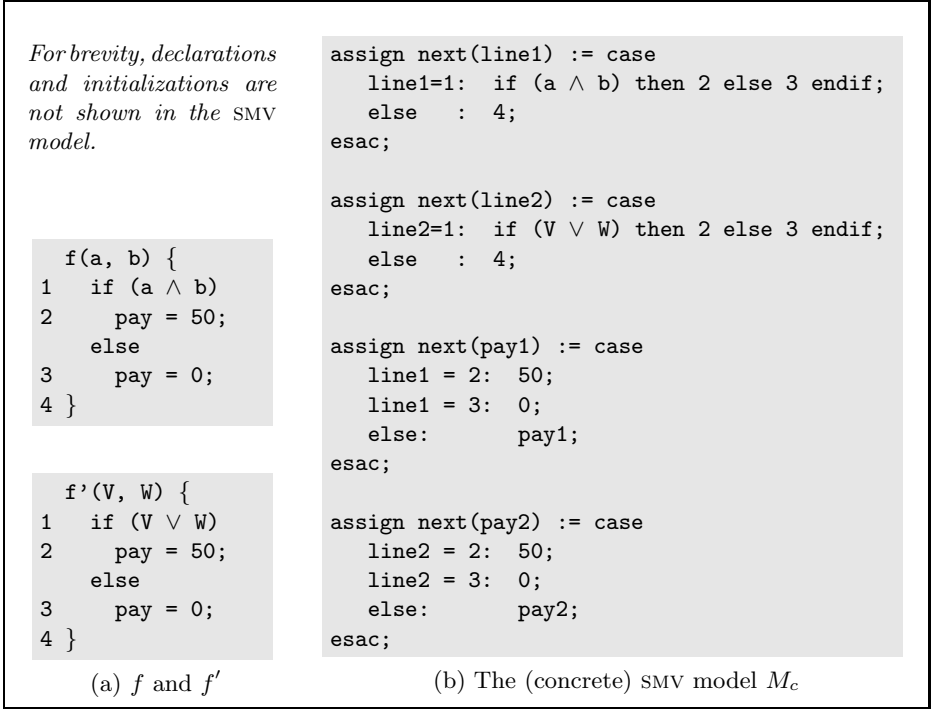 For brevity, declarations
and initializations are
not shown in the SMV
model.
f(a, b) {
1 if (a ∧ b)
2 pay = 50;
else
3 pay = 0;
4 }
f'(V, W) {
1 if (V ∨ W)
2 pay = 50;
else
3 pay = 0;
4 }
(a) f and f′
assign next(line1) := case
line1=1: if (a ∧ b) then 2 else 3 endif;
else : 4;
esac;
assign next(line2) := case
line2=1: if (V ∨ W) then 2 else 3 endif;
else : 4;
esac;
assign next(pay1) := case
line1 = 2: 50;
line1 = 3: 0;
else: pay1;
esac;
assign next(pay2) := case
line2 = 2: 50;
line2 = 3: 0;
else: pay2;
esac;
(b) The (concrete) SMV model M_c